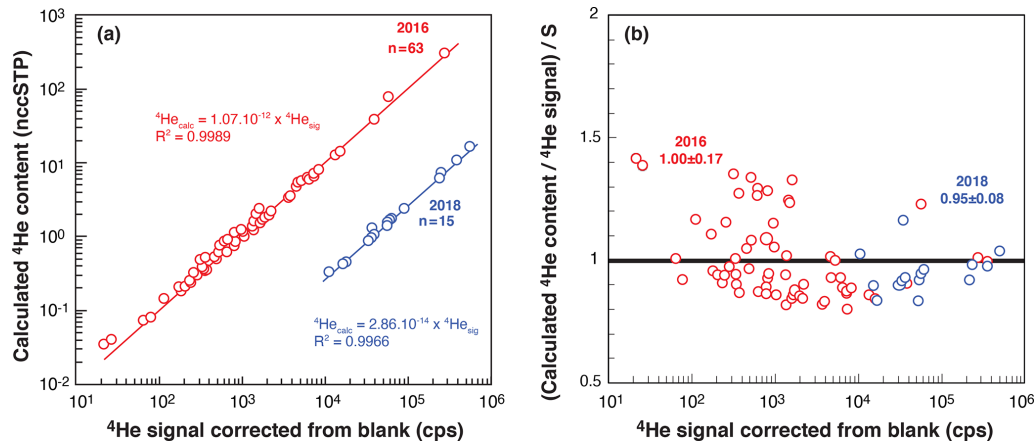 (a)
2016
n=63
⁴He_calc = 1.07.10⁻¹² x ⁴He_sig
R² = 0.9989
2018
n=15
⁴He_calc = 2.86.10⁻¹⁴ x ⁴He_sig
R² = 0.9966
Calculated ⁴He content (nccSTP)
10³
10²
10¹
10⁰
10⁻¹
10⁻²
10¹ 10² 10³ 10⁴ 10⁵ 10⁶
⁴He signal corrected from blank (cps)
(b)
2016
1.00±0.17
2018
0.95±0.08
(Calculated ⁴He content / ⁴He signal) / S
2
1.5
1
0.5
10¹ 10² 10³ 10⁴ 10⁵ 10⁶
⁴He signal corrected from blank (cps)